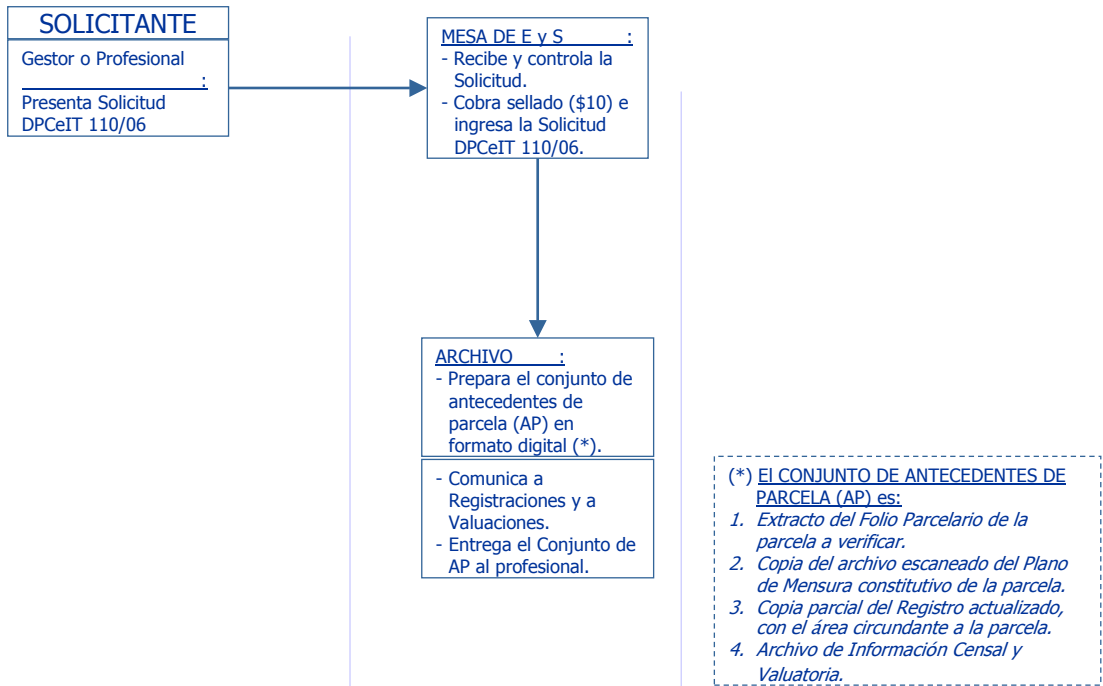 SOLICITANTE
Gestor o Profesional
:
Presenta Solicitud
DPCeIT 110/06
MESA DE E y S :
- Recibe y controla la
Solicitud.
- Cobra sellado ($10) e
ingresa la Solicitud
DPCeIT 110/06.
ARCHIVO :
- Prepara el conjunto de
antecedentes de
parcela (AP) en
formato digital (*).
- Comunica a
Registraciones y a
Valuaciones.
- Entrega el Conjunto de
AP al profesional.
(*) El CONJUNTO DE ANTECEDENTES DE
PARCELA (AP) es:
1. Extracto del Folio Parcelario de la
parcela a verificar.
2. Copia del archivo escaneado del Plano
de Mensura constitutivo de la parcela.
3. Copia parcial del Registro actualizado,
con el área circundante a la parcela.
4. Archivo de Información Censal y
Valuatoria.